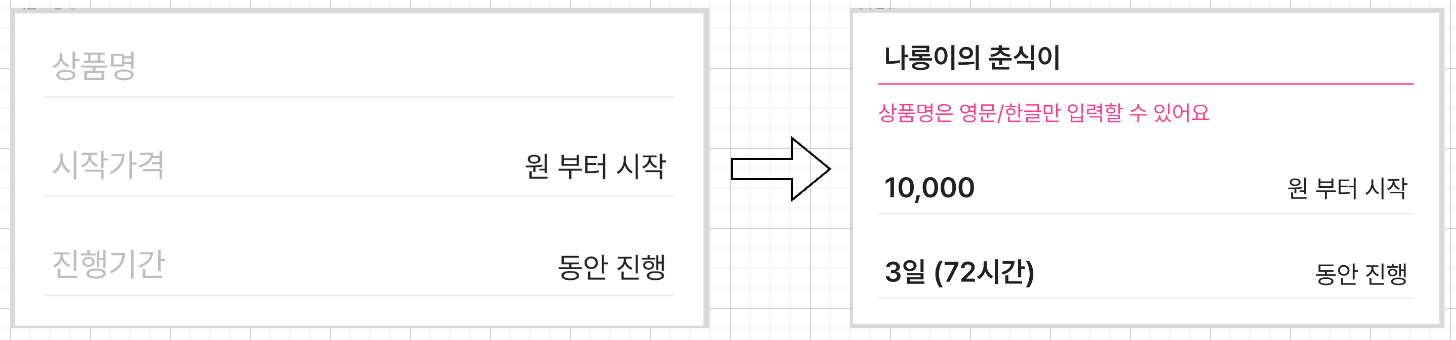 상품명
시작가격 원 부터 시작
진행기간 동안 진행
나롱이의 춘식이
상품명은 영문/한글만 입력할 수 있어요
10,000 원 부터 시작
3일 (72시간) 동안 진행